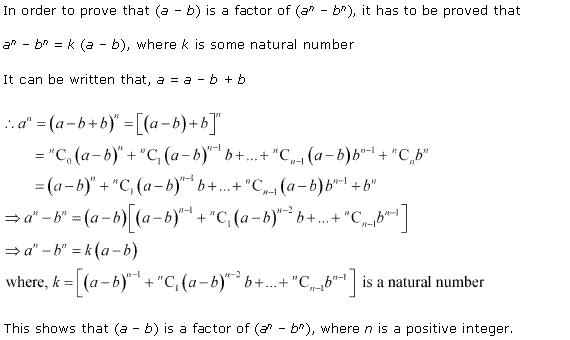 In order to prove that (a – b) is a factor of (aⁿ – bⁿ), it has to be proved that
aⁿ – bⁿ = k (a – b), where k is some natural number
It can be written that, a = a – b + b
∴ aⁿ = (a – b + b)ⁿ = [(a – b) + b]ⁿ
= ⁿC₀ (a – b)ⁿ + ⁿC₁ (a – b)ⁿ⁻¹ b + ... + ⁿCₙ₋₁ (a – b) bⁿ⁻¹ + ⁿCₙ bⁿ
= (a – b)ⁿ + ⁿC₁ (a – b)ⁿ⁻¹ b + ... + ⁿCₙ₋₁ (a – b) bⁿ⁻¹ + bⁿ
⇒ aⁿ – bⁿ = (a – b) [(a – b)ⁿ⁻¹ + ⁿC₁ (a – b)ⁿ⁻² b + ... + ⁿCₙ₋₁ bⁿ⁻¹]
⇒ aⁿ – bⁿ = k (a – b)
where, k = [(a – b)ⁿ⁻¹ + ⁿC₁ (a – b)ⁿ⁻² b + ... + ⁿCₙ₋₁ bⁿ⁻¹] is a natural number
This shows that (a – b) is a factor of (aⁿ – bⁿ), where n is a positive integer.